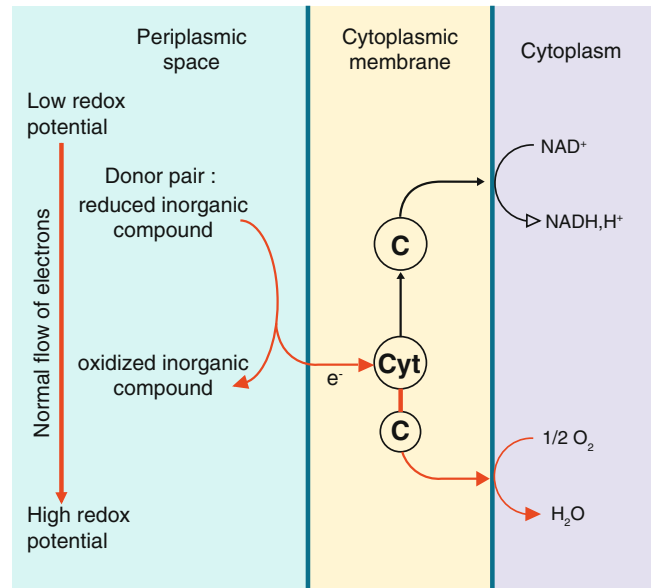 Periplasmic
space
Cytoplasmic
membrane
Cytoplasm
Low redox
potential
Normal flow of electrons
High redox
potential
Donor pair :
reduced inorganic
compound
oxidized inorganic
compound
e-
C
Cyt
C
NAD+
NADH,H+
1/2 O2
H2O